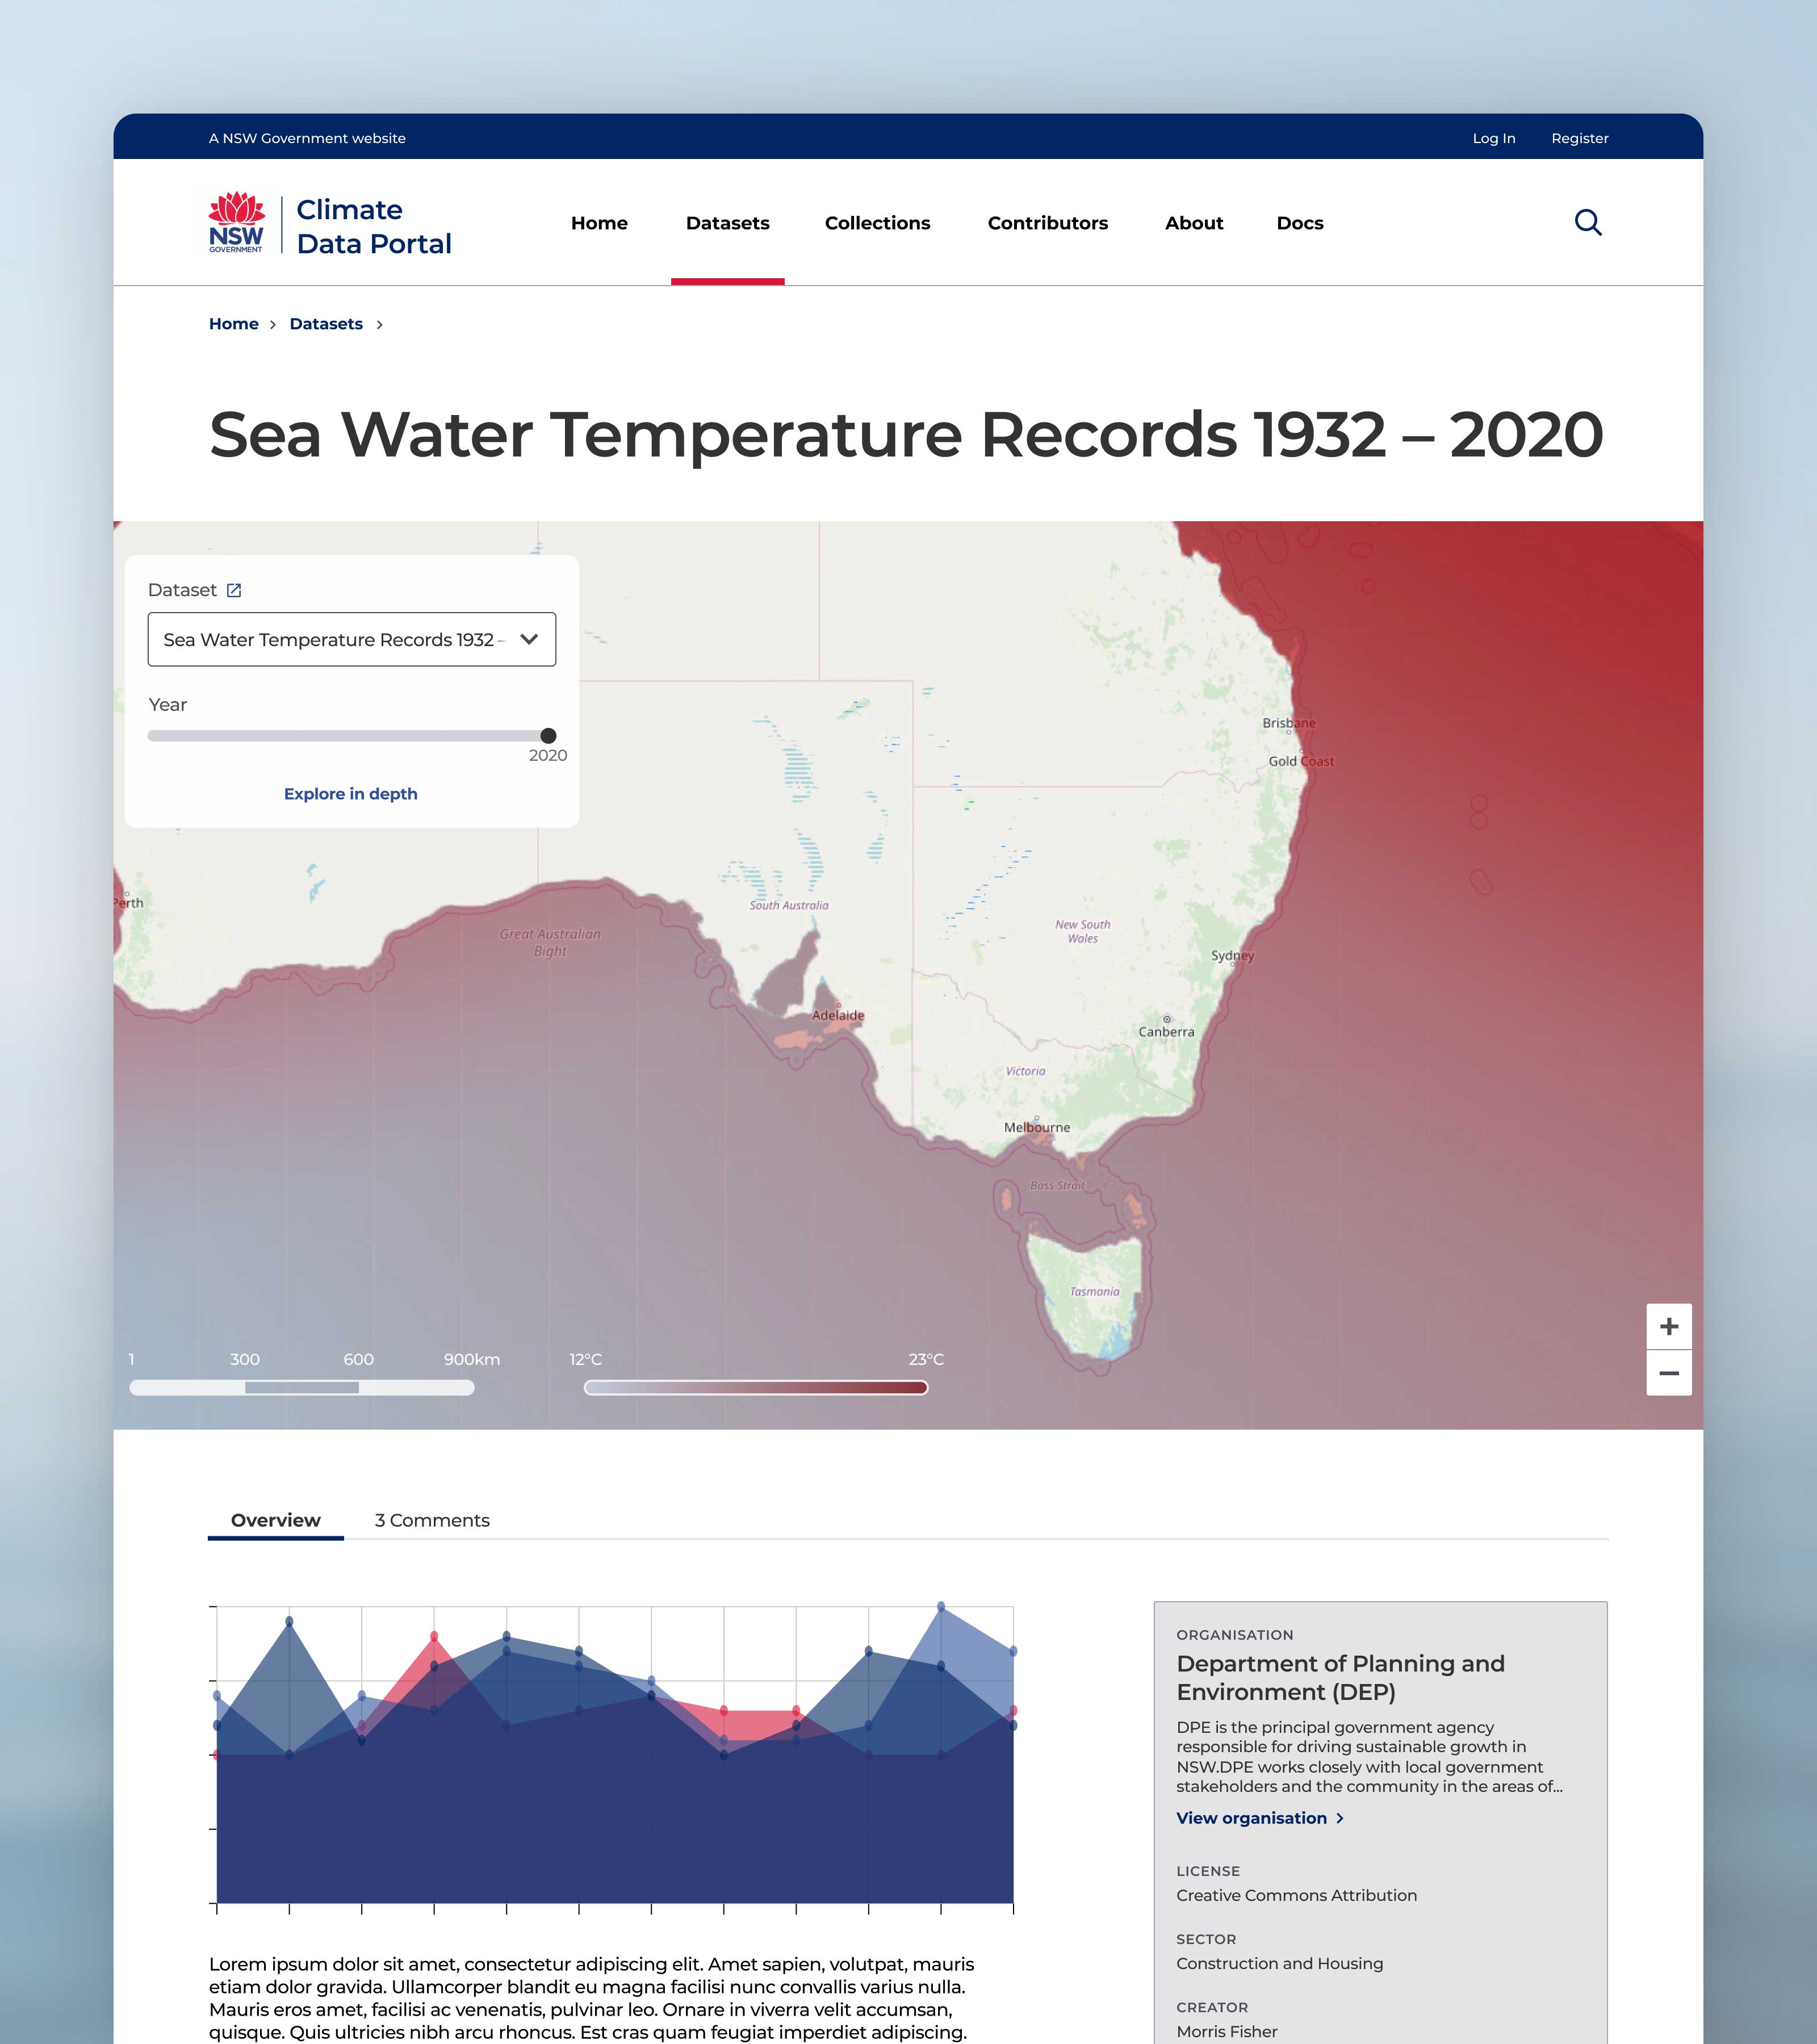 A NSW Government website
Log In
Register
NSW
GOVERNMENT
Climate
Data Portal
Home
Datasets
Collections
Contributors
About
Docs
Home
Datasets
Sea Water Temperature Records 1932 – 2020
Dataset
Sea Water Temperature Records 1932 -
Year
2020
Explore in depth
Brisbane
Gold Coast
Perth
South Australia
Great Australian
Bight
New South
Wales
Sydney
Adelaide
Canberra
Victoria
Melbourne
Bass Strait
Tasmania
+
−
1
300
600
900km
12°C
23°C
Overview
3 Comments
ORGANISATION
Department of Planning and
Environment (DEP)
DPE is the principal government agency
responsible for driving sustainable growth in
NSW.DPE works closely with local government
stakeholders and the community in the areas of...
View organisation
LICENSE
Creative Commons Attribution
SECTOR
Construction and Housing
CREATOR
Morris Fisher
Lorem ipsum dolor sit amet, consectetur adipiscing elit. Amet sapien, volutpat, mauris
etiam dolor gravida. Ullamcorper blandit eu magna facilisi nunc convallis varius nulla.
Mauris eros amet, facilisi ac venenatis, pulvinar leo. Ornare in viverra velit accumsan,
quisque. Quis ultricies nibh arcu rhoncus. Est cras quam feugiat imperdiet adipiscing.